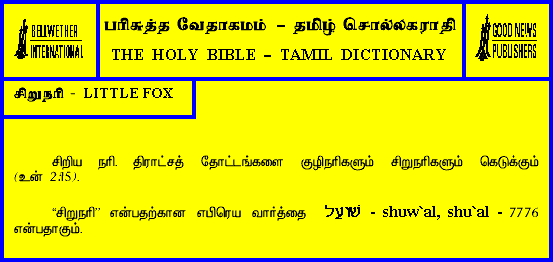 BELLWETHER
INTERNATIONAL
பரிசுத்த வேதாகமம் – தமிழ் சொல்லகராதி
THE HOLY BIBLE – TAMIL DICTIONARY
GOOD NEWS
PUBLISHERS
சிறுநரி - LITTLE FOX
சிறிய நரி. திராட்சத் தோட்டங்களை குழிநரிகளும் சிறுநரிகளும் கெடுக்கும்
(உன் 2:15).
“சிறுநரி” என்பதற்கான எபிரெய வார்த்தை שׁוּעָל - shuw`al, shu`al - 7776
என்பதாகும்.